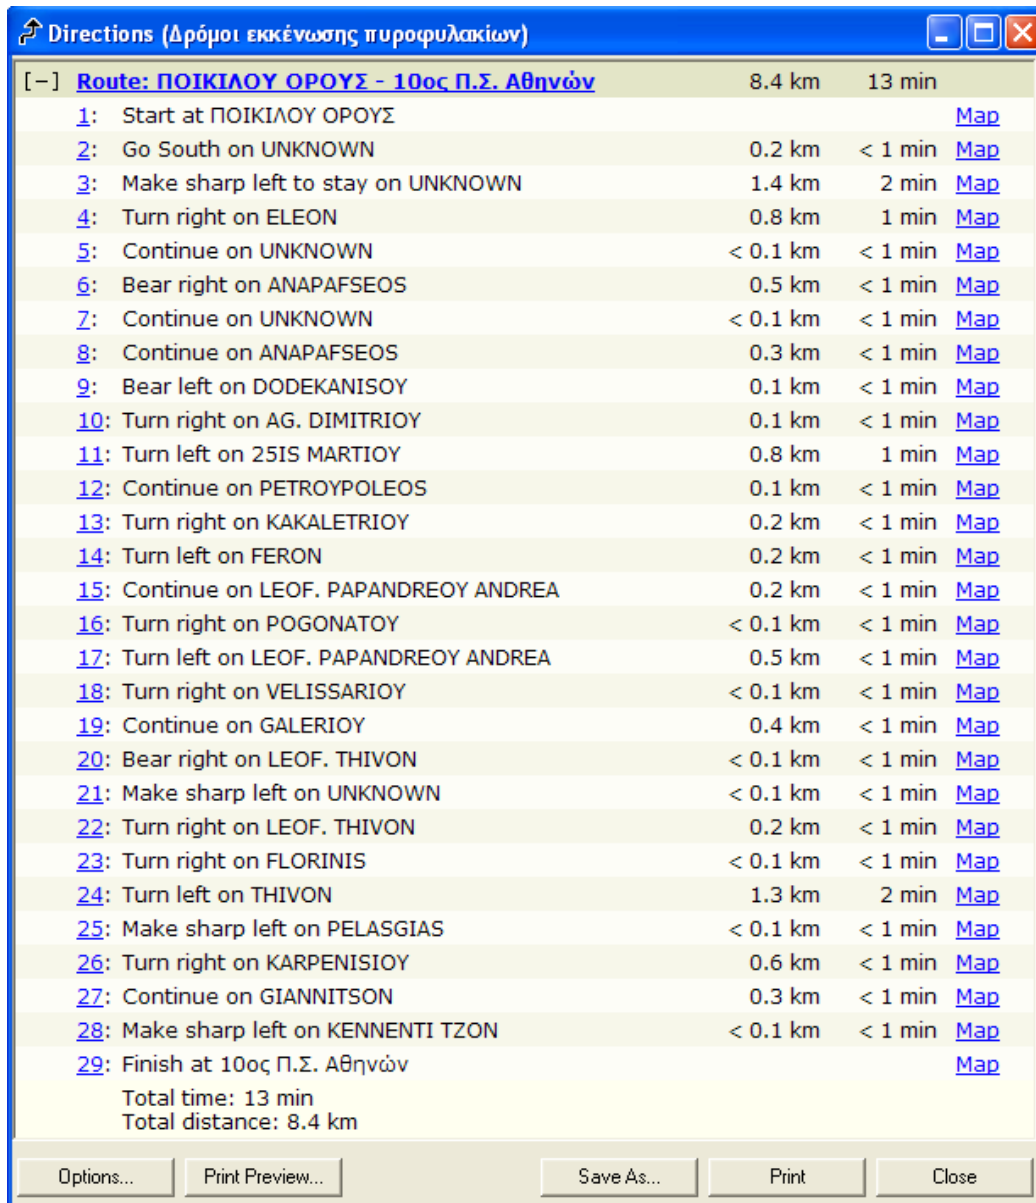 Directions (Δρόμοι εκκένωσης πυροφυλακίων)
[-] Route: ΠΟΙΚΙΛΟΥ ΟΡΟΥΣ - 10ος Π.Σ. Αθηνών 8.4 km 13 min
1: Start at ΠΟΙΚΙΛΟΥ ΟΡΟΥΣ Map
2: Go South on UNKNOWN 0.2 km < 1 min Map
3: Make sharp left to stay on UNKNOWN 1.4 km 2 min Map
4: Turn right on ELEON 0.8 km 1 min Map
5: Continue on UNKNOWN < 0.1 km < 1 min Map
6: Bear right on ANAPAFSEOS 0.5 km < 1 min Map
7: Continue on UNKNOWN < 0.1 km < 1 min Map
8: Continue on ANAPAFSEOS 0.3 km < 1 min Map
9: Bear left on DODEKANISOY 0.1 km < 1 min Map
10: Turn right on AG. DIMITRIOY 0.1 km < 1 min Map
11: Turn left on 25IS MARTIOY 0.8 km 1 min Map
12: Continue on PETROYPOLEOS 0.1 km < 1 min Map
13: Turn right on KAKALETRIOY 0.2 km < 1 min Map
14: Turn left on FERON 0.2 km < 1 min Map
15: Continue on LEOF. PAPANDREOY ANDREA 0.2 km < 1 min Map
16: Turn right on POGONATOY < 0.1 km < 1 min Map
17: Turn left on LEOF. PAPANDREOY ANDREA 0.5 km < 1 min Map
18: Turn right on VELISSARIOY < 0.1 km < 1 min Map
19: Continue on GALERIOY 0.4 km < 1 min Map
20: Bear right on LEOF. THIVON < 0.1 km < 1 min Map
21: Make sharp left on UNKNOWN < 0.1 km < 1 min Map
22: Turn right on LEOF. THIVON 0.2 km < 1 min Map
23: Turn right on FLORINIS < 0.1 km < 1 min Map
24: Turn left on THIVON 1.3 km 2 min Map
25: Make sharp left on PELASGIAS < 0.1 km < 1 min Map
26: Turn right on KARPENISIOY 0.6 km < 1 min Map
27: Continue on GIANNITSON 0.3 km < 1 min Map
28: Make sharp left on KENNENTI TZON < 0.1 km < 1 min Map
29: Finish at 10ος Π.Σ. Αθηνών Map
Total time: 13 min
Total distance: 8.4 km
Options... Print Preview... Save As... Print Close